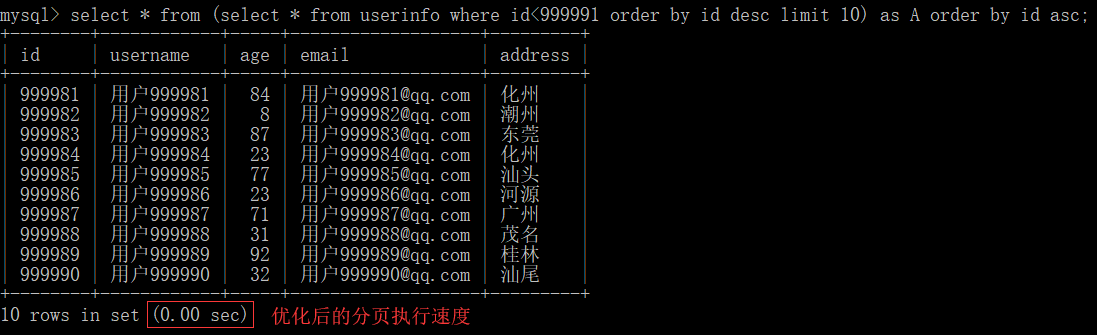 mysql> select * from (select * from userinfo where id<999991 order by id desc limit 10) as A order by id asc;
+--------+------------+-----+-------------------+---------+
| id | username | age | email | address |
+--------+------------+-----+-------------------+---------+
| 999981 | 用户999981 | 84 | 用户999981@qq.com | 化州 |
| 999982 | 用户999982 | 8 | 用户999982@qq.com | 潮州 |
| 999983 | 用户999983 | 87 | 用户999983@qq.com | 东莞 |
| 999984 | 用户999984 | 23 | 用户999984@qq.com | 化州 |
| 999985 | 用户999985 | 77 | 用户999985@qq.com | 汕头 |
| 999986 | 用户999986 | 23 | 用户999986@qq.com | 河源 |
| 999987 | 用户999987 | 71 | 用户999987@qq.com | 广州 |
| 999988 | 用户999988 | 31 | 用户999988@qq.com | 茂名 |
| 999989 | 用户999989 | 92 | 用户999989@qq.com | 桂林 |
| 999990 | 用户999990 | 32 | 用户999990@qq.com | 汕尾 |
+--------+------------+-----+-------------------+---------+
10 rows in set (0.00 sec) 优化后的分页执行速度